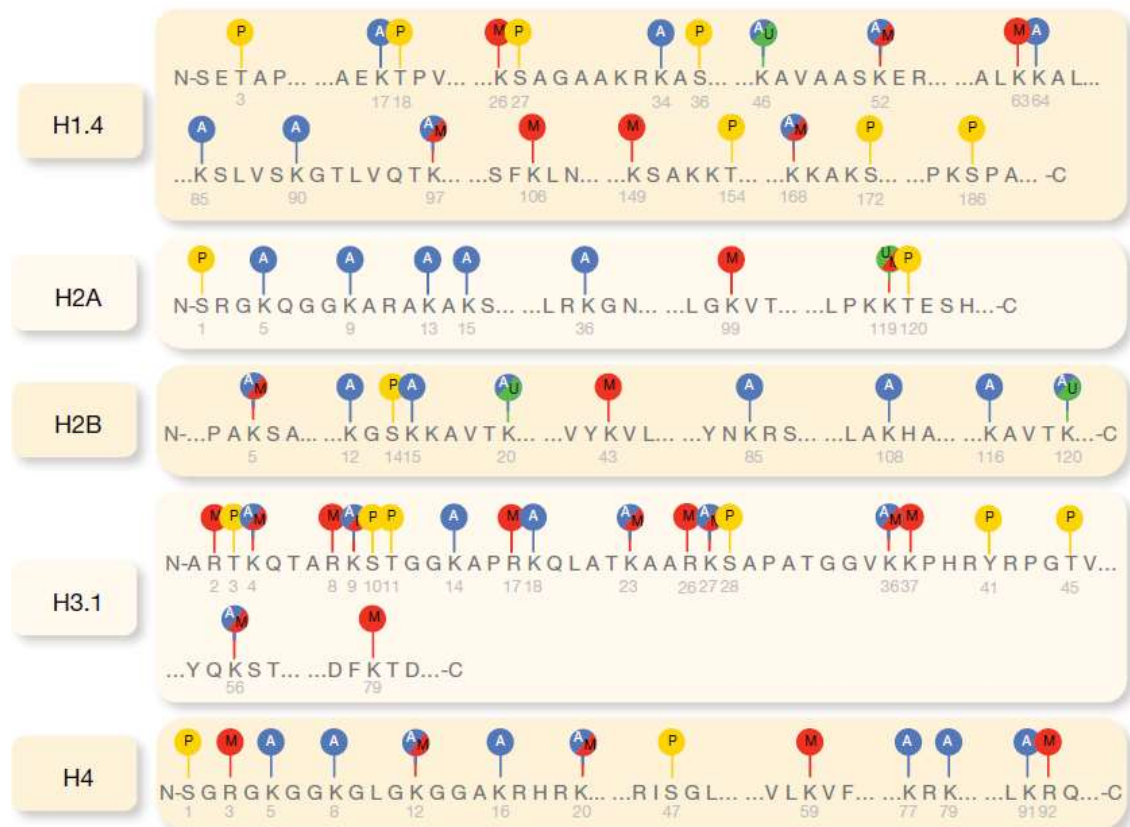 P A P M P A P A U A M M A
N-SETAP... ...AEKTPV... ...KSAGAAKRKAS... ...KAVAASKER... ...ALKKAL...
3 17 18 26 27 34 36 46 52 63 64
H1.4
A A A M M M P A M P P
...KSLVSKGTLVQTK... ...SFKLN... ...KSAKKT... ...KKAKS... ...PKSPA... -C
85 90 97 106 149 154 168 172 186
P A A A A A M U M P
H2A
N-SRGKQGGKARAKAKS... ...LRKGN... ...LGKVT... ...LPKKTESH...-C
1 5 9 13 15 36 99 119 120
A M A P A A U M A A A A U
H2B
N-...PAKSA... ...KGSKKAVTK... ...VYKVL... ...YNKRS... ...LAKHA... ...KAVTK...-C
5 12 14 15 20 43 85 108 116 120
M P A M M A M P P A M A A M M A M P A M M P P
N-ARTKQTARKSTGGKAPRKQLATKAARKSAPATGGVKKPHRYRPGTV...
2 3 4 8 9 10 11 14 17 18 23 26 27 28 36 37 41 45
H3.1
A M M
...YQKST... ...DFKTD...-C
56 79
P M A A A M A A M P M A A A M
H4
N-SGRGKGGKGLGKGGAKRHRK... ...RISGL... ...VLKVF... ...KRK... ...LKRQ...-C
1 3 5 8 12 16 20 47 59 77 79 91 92